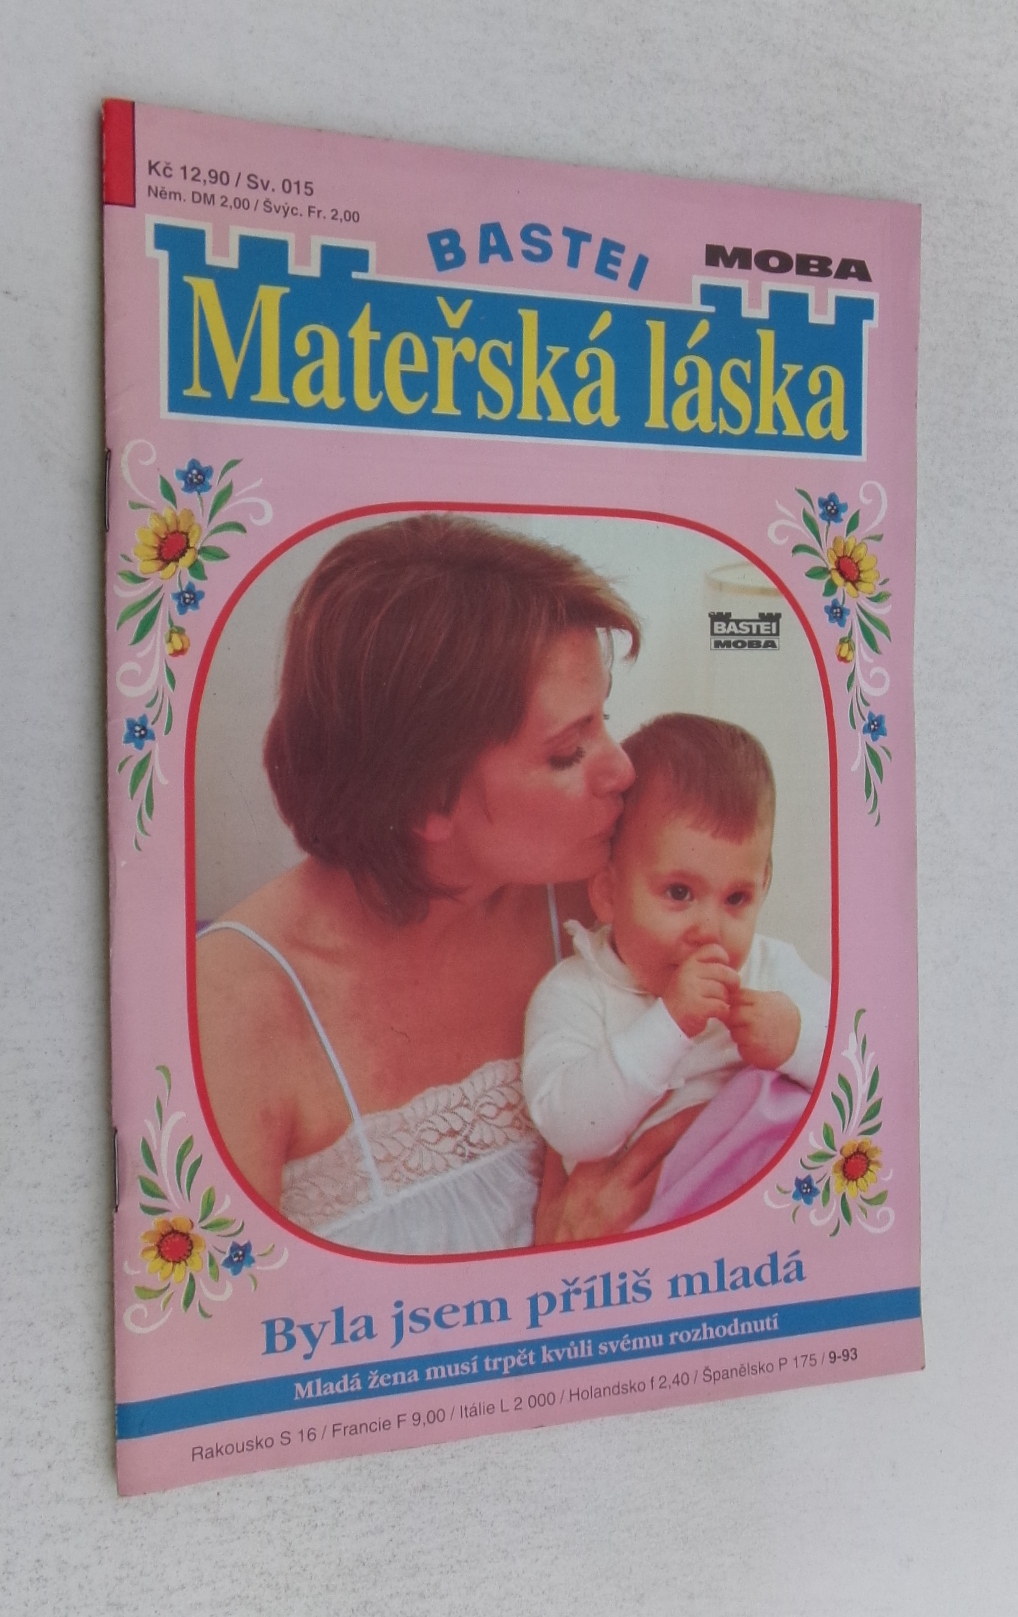 Kč 12,90 / Sv. 015
Něm. DM 2,00 / Švýc. Fr. 2,00
BASTEI
MOBA
Mateřská láska
BASTEI
MOBA
Byla jsem příliš mladá
Mladá žena musí trpět kvůli svému rozhodnutí
Rakousko S 16 / Francie F 9,00 / Itálie L 2 000 / Holandsko f 2,40 / Španělsko P 175 / 9-93